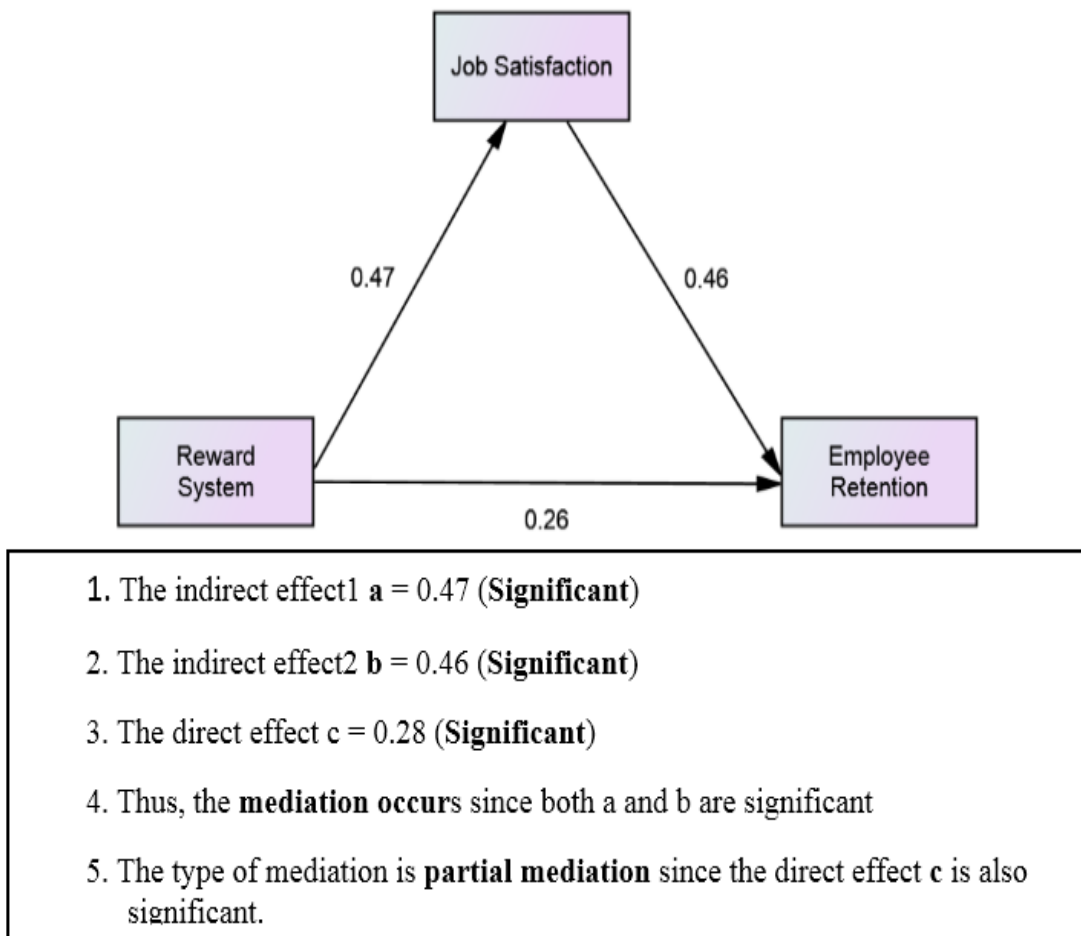 Job Satisfaction
0.47
0.46
Reward
System
Employee
Retention
0.26
1. The indirect effect1 a = 0.47 (Significant)
2. The indirect effect2 b = 0.46 (Significant)
3. The direct effect c = 0.28 (Significant)
4. Thus, the mediation occurs since both a and b are significant
5. The type of mediation is partial mediation since the direct effect c is also
significant.